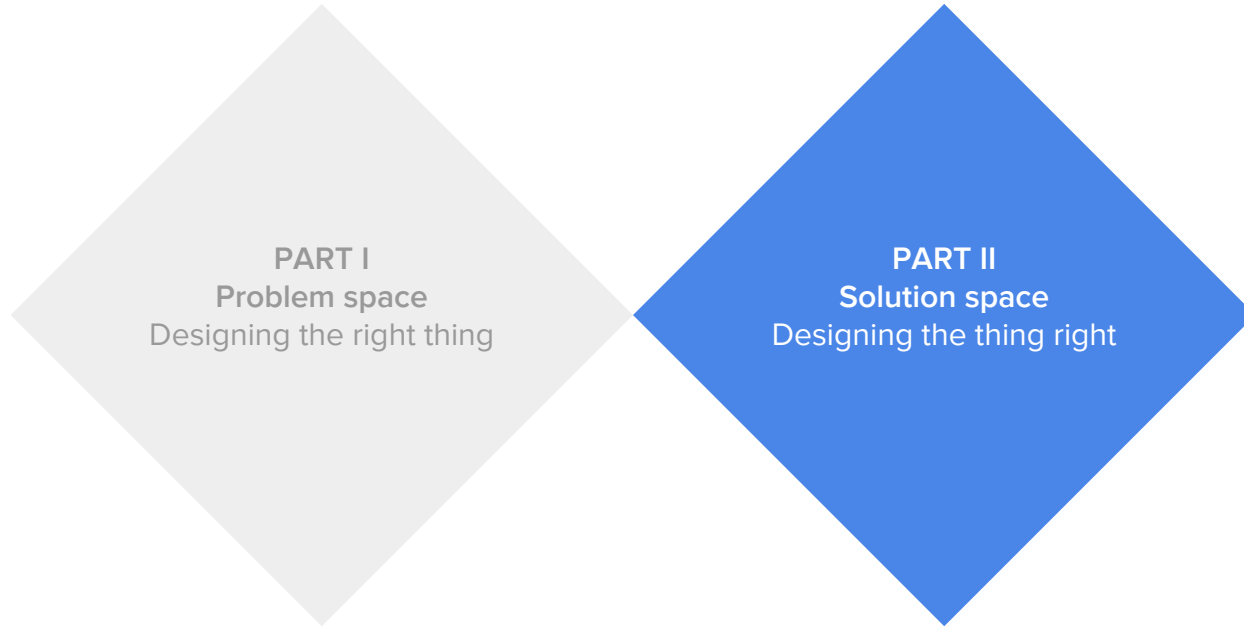 PART I
Problem space
Designing the right thing
PART II
Solution space
Designing the thing right